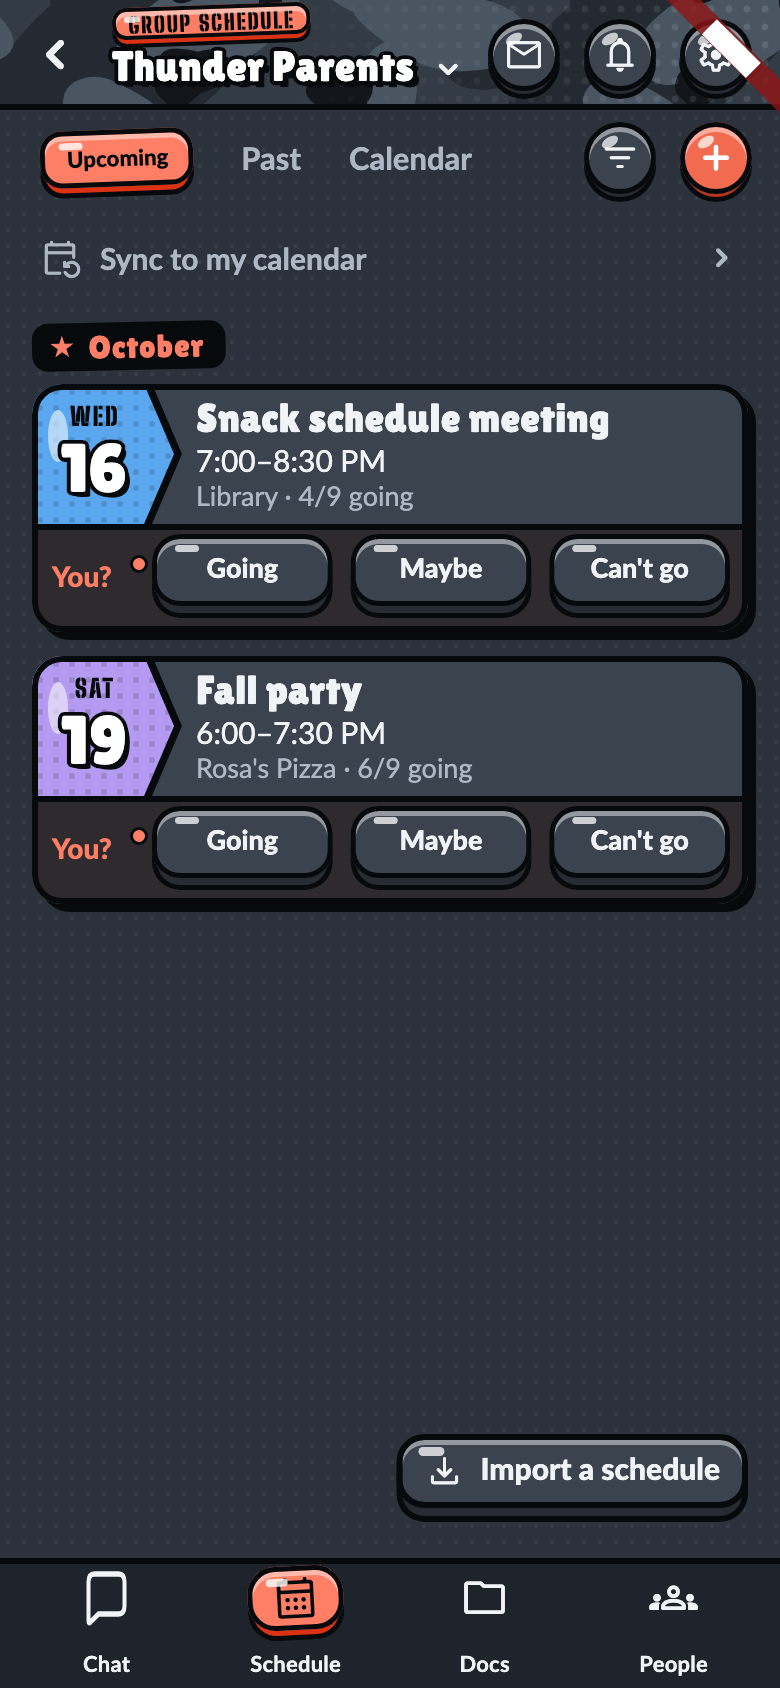 GROUP SCHEDULE
Thunder Parents
Upcoming
Past
Calendar
Sync to my calendar
★ October
WED
16
Snack schedule meeting
7:00–8:30 PM
Library · 4/9 going
You?
Going
Maybe
Can't go
SAT
19
Fall party
6:00–7:30 PM
Rosa's Pizza · 6/9 going
You?
Going
Maybe
Can't go
Import a schedule
Chat
Schedule
Docs
People